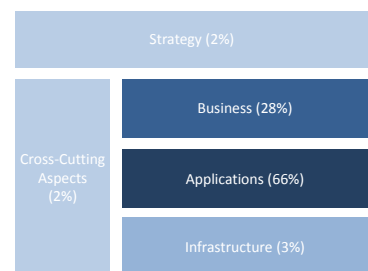 Strategy (2%)
Business (28%)
Cross-Cutting
Aspects
(2%)
Applications (66%)
Infrastructure (3%)